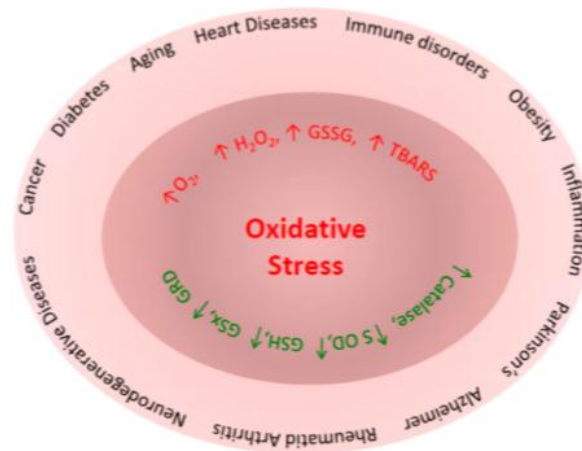 Heart Diseases
Immune disorders
Obesity
Inflammation
Parkinson's
Alzheimer
Rheumatid Arthritis
Neurodegenerative Diseases
Cancer
Diabetes
Aging
↑O₂, ↑ H₂O₂, ↑ GSSG, ↑ TBARS
Oxidative
Stress
Catalase, ↓S OD,↓ GSH,↓ GSx,↓ GRD